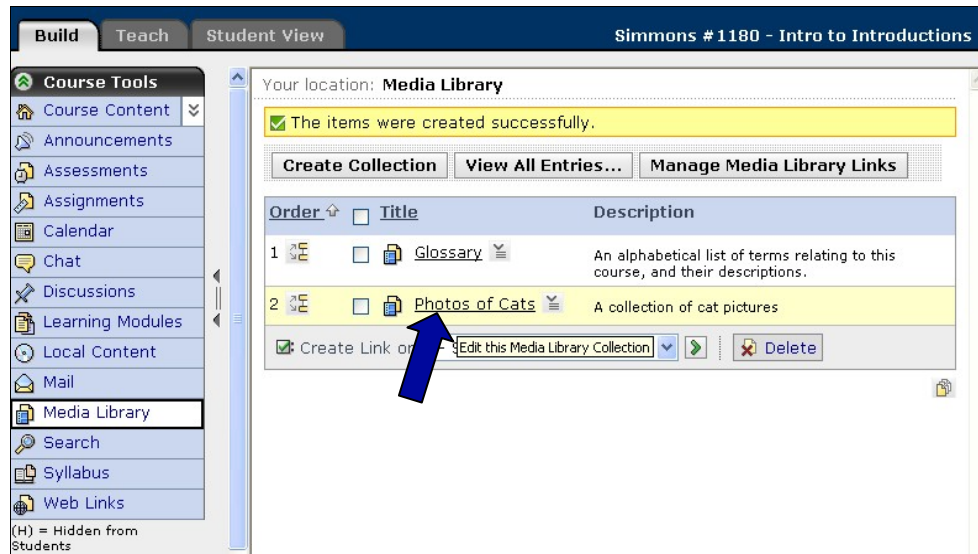 Build Teach Student View Simmons #1180 - Intro to Introductions
Course Tools
Course Content
Announcements
Assessments
Assignments
Calendar
Chat
Discussions
Learning Modules
Local Content
Mail
Media Library
Search
Syllabus
Web Links
(H) = Hidden from
Students
Your location: Media Library
The items were created successfully.
Create Collection View All Entries... Manage Media Library Links
Order Title Description
1 Glossary An alphabetical list of terms relating to this
course, and their descriptions.
2 Photos of Cats A collection of cat pictures
Create Link Edit this Media Library Collection Delete